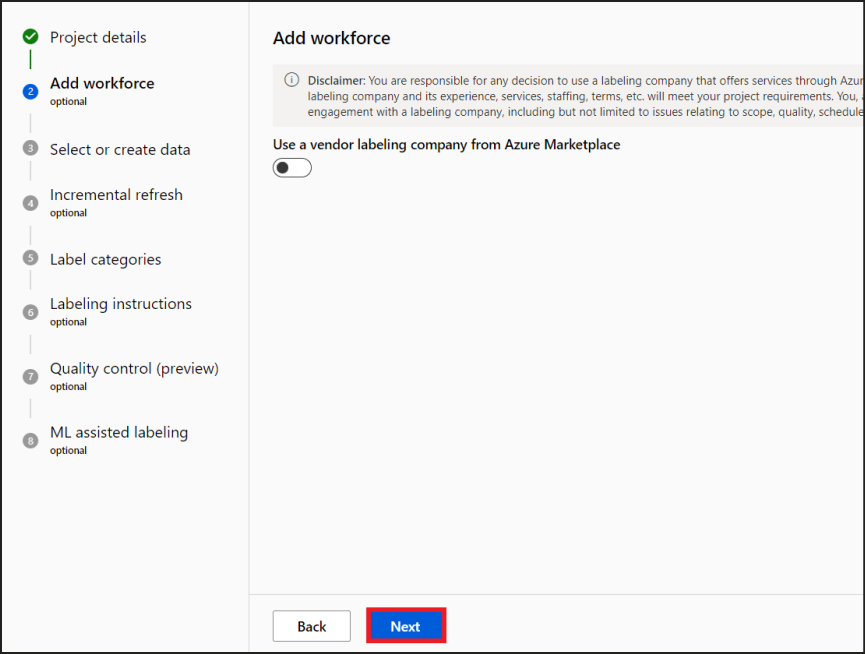 Project details
2
Add workforce
optional
3
Select or create data
4
Incremental refresh
optional
5
Label categories
6
Labeling instructions
optional
7
Quality control (preview)
optional
8
ML assisted labeling
optional
Add workforce
Disclaimer: You are responsible for any decision to use a labeling company that offers services through Azur
labeling company and its experience, services, staffing, terms, etc. will meet your project requirements. You,
engagement with a labeling company, including but not limited to issues relating to scope, quality, schedule
Use a vendor labeling company from Azure Marketplace
Back
Next